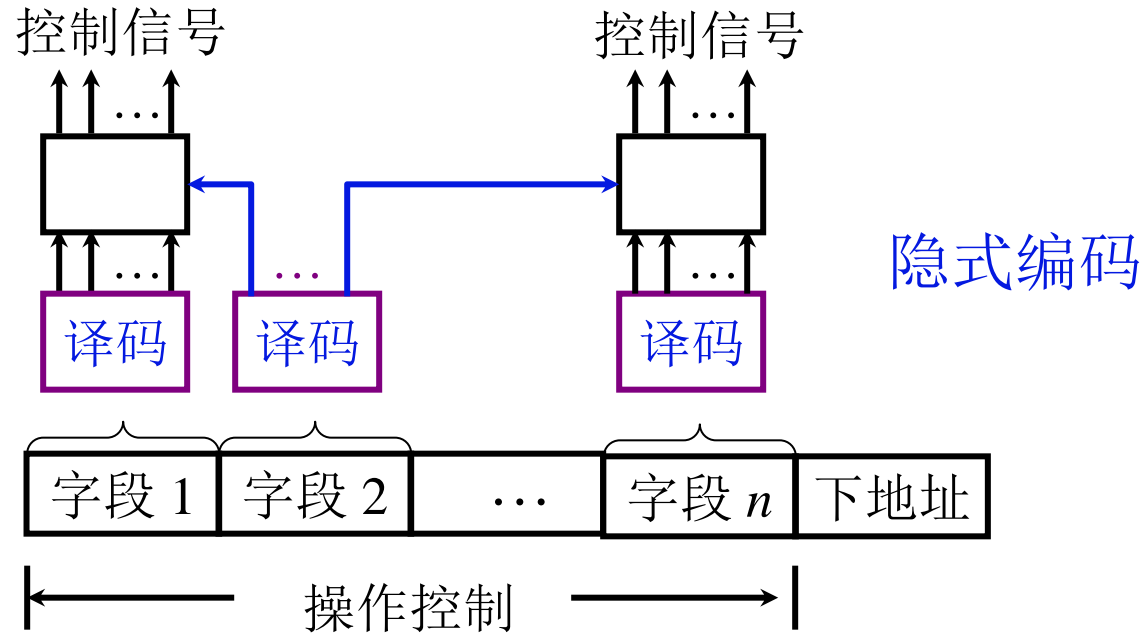 控制信号 控制信号
… …
… … …
隐式编码
译码 译码 译码
字段 1 字段 2 … 字段 n 下地址
操作控制